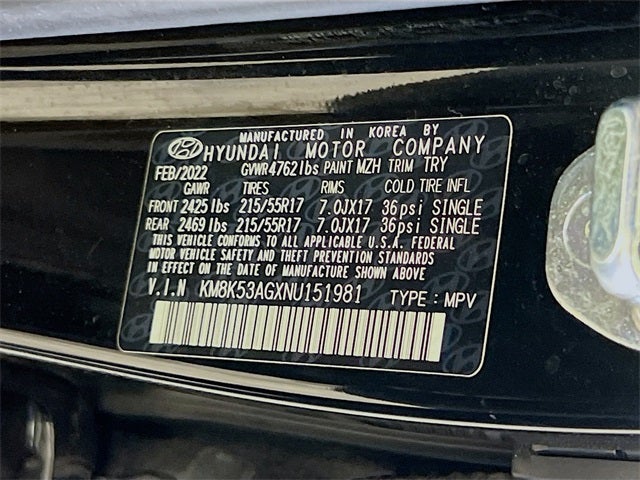 MANUFACTURED IN KOREA BY
HYUNDAI MOTOR COMPANY
FEB/2022 GVWR 4762lbs PAINT MZH TRIM TRY
GAWR TIRES RIMS COLD TIRE INFL
FRONT 2425 lbs 215/55R17 7.0JX17 36psi SINGLE
REAR 2469 lbs 215/55R17 7.0JX17 36psi SINGLE
THIS VEHICLE CONFORMS TO ALL APPLICABLE U.S.A. FEDERAL
MOTOR VEHICLE SAFETY AND THEFT PREVENTION STANDARDS
IN EFFECT ON THE DATE OF MANUFACTURE SHOWN ABOVE.
V.I.N KM8K53AGXNU151981 TYPE : MPV